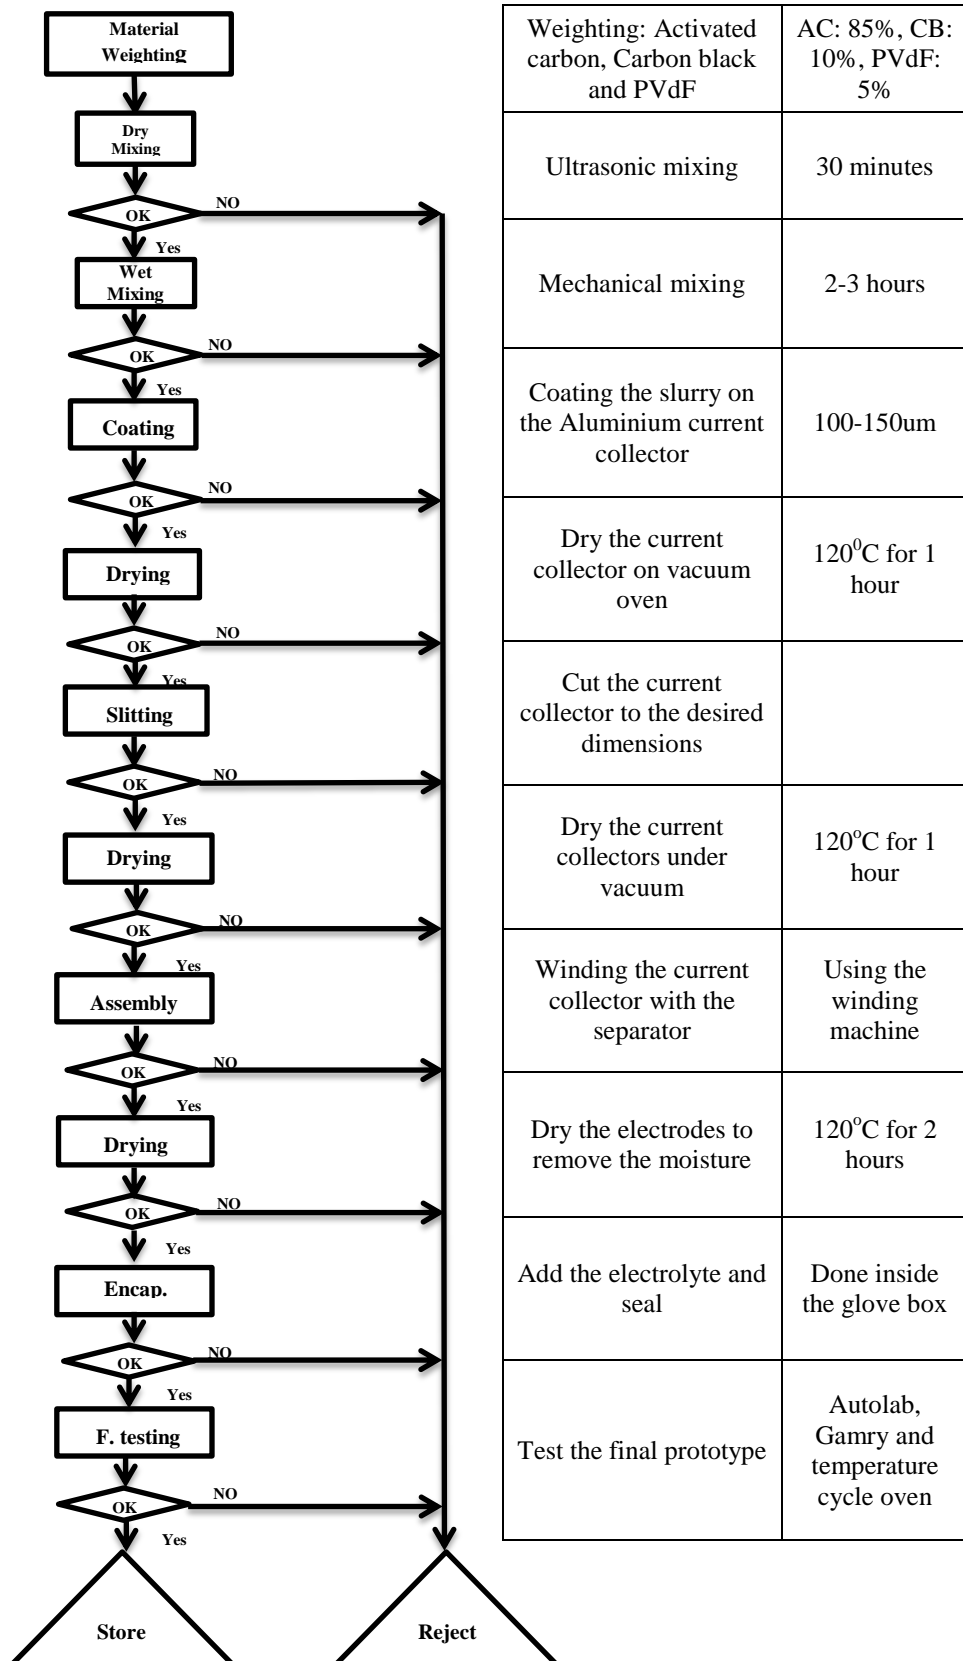 Material
Weighting
Dry
Mixing
OK
NO
Yes
Wet
Mixing
OK
NO
Yes
Coating
OK
NO
Yes
Drying
OK
NO
Yes
Slitting
OK
NO
Yes
Drying
OK
NO
Yes
Assembly
OK
NO
Yes
Drying
OK
NO
Yes
Encap.
OK
NO
Yes
F. testing
OK
NO
Yes
Store
Reject
Weighting: Activated
carbon, Carbon black
and PVdF
AC: 85%, CB:
10%, PVdF:
5%
Ultrasonic mixing
30 minutes
Mechanical mixing
2-3 hours
Coating the slurry on
the Aluminium current
collector
100-150um
Dry the current
collector on vacuum
oven
120⁰C for 1
hour
Cut the current
collector to the desired
dimensions
Dry the current
collectors under
vacuum
120ᵒC for 1
hour
Winding the current
collector with the
separator
Using the
winding
machine
Dry the electrodes to
remove the moisture
120ᵒC for 2
hours
Add the electrolyte and
seal
Done inside
the glove box
Test the final prototype
Autolab,
Gamry and
temperature
cycle oven